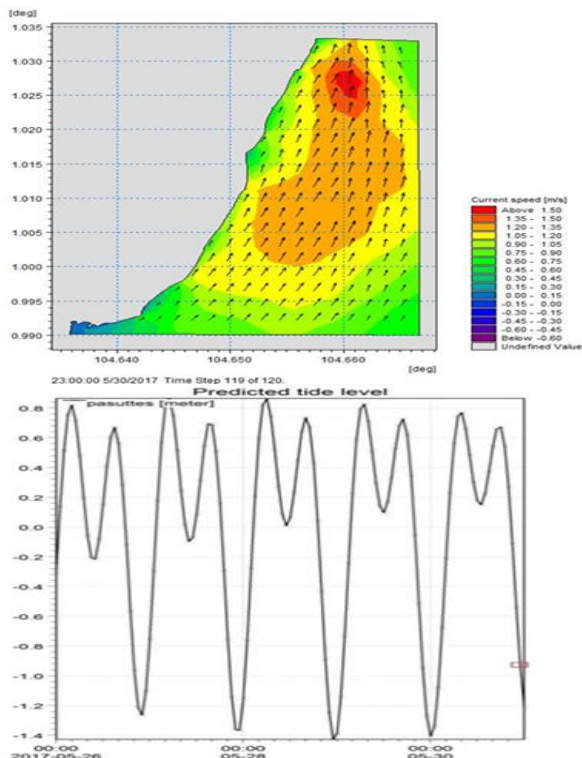 [deg]
1.035
1.030
1.025
1.020
1.015
1.010
1.005
1.000
0.995
0.990
104.640 104.650 104.660
[deg]
Current speed [m/s]
Above 1.50
1.35 - 1.50
1.20 - 1.35
1.05 - 1.20
0.90 - 1.05
0.75 - 0.90
0.60 - 0.75
0.45 - 0.60
0.30 - 0.45
0.15 - 0.30
0.00 - 0.15
-0.15 - 0.00
-0.30 - -0.15
-0.45 - -0.30
-0.60 - -0.45
Below -0.60
Undefined Value
23:00:00 5/30/2017 Time Step 119 of 120.
Predicted tide level
pasuttes [meter]
0.8
0.6
0.4
0.2
0.0
-0.2
-0.4
-0.6
-0.8
-1.0
-1.2
-1.4
00:00 00:00 00:00
2017-05-26 05-28 05-30